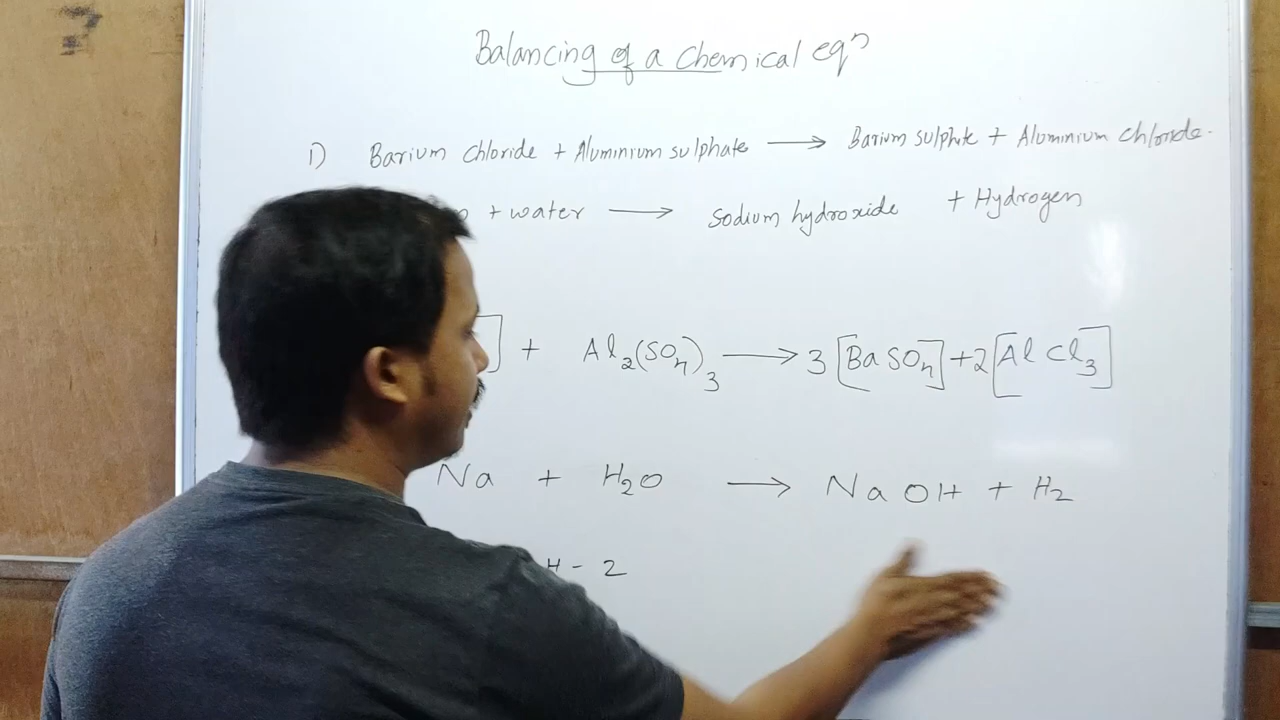 Balancing of a chemical eqn
1) Barium chloride + Aluminium sulphate → Barium sulphate + Aluminium chloride.
+ water → sodium hydroxide + Hydrogen
] + Al2(SO4)3 → 3 [BaSO4] + 2 [AlCl3]
Na + H2O → NaOH + H2
H - 2